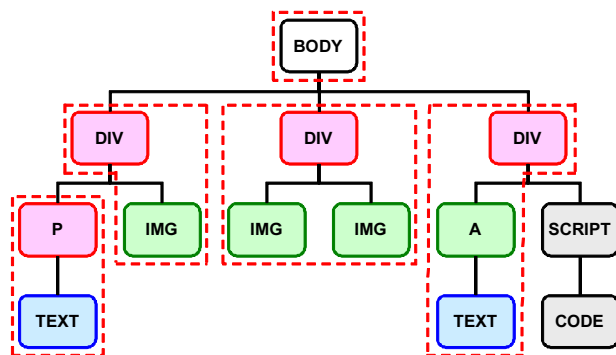 BODY
DIV DIV DIV
P IMG IMG IMG A SCRIPT
TEXT TEXT CODE